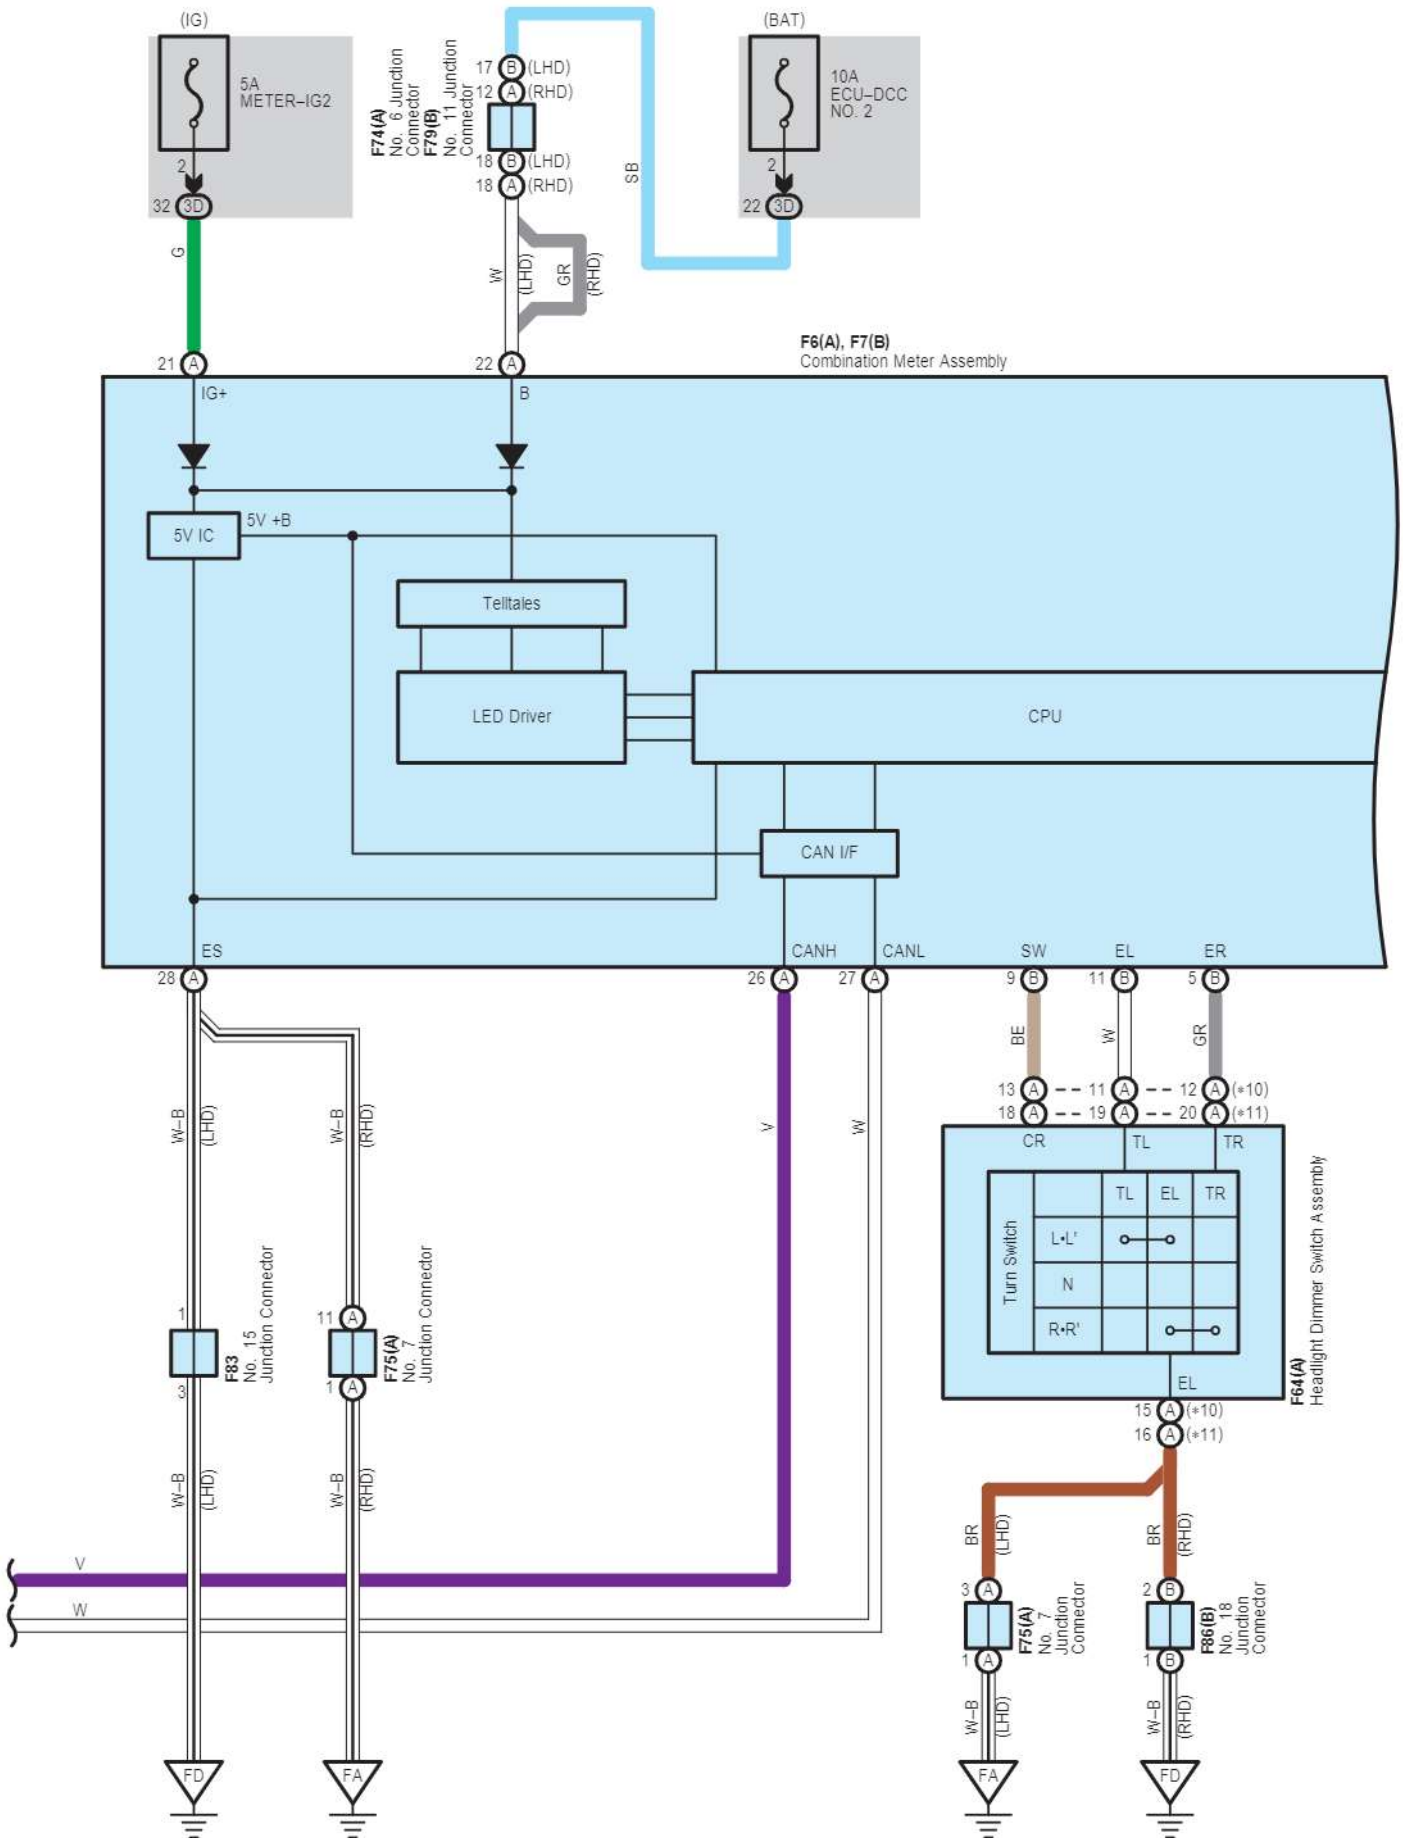 (IG)
5A
METER–IG2
2
32 3D
G
F74(A)
No. 6 Junction
Connector
F79(B)
No. 11 Junction
Connector
17 B (LHD)
12 A (RHD)
18 B (LHD)
18 A (RHD)
W
(LHD)
GR
(RHD)
SB
(BAT)
10A
ECU–DCC
NO. 2
2
22 3D
F6(A), F7(B)
Combination Meter Assembly
21 A
22 A
IG+
B
5V IC
5V +B
Telltales
LED Driver
CPU
CAN I/F
ES
CANH
CANL
SW
EL
ER
28 A
26 A
27 A
9 B
11 B
5 B
BE
W
GR
13 A
11 A
12 A (*10)
18 A
19 A
20 A (*11)
CR
TL
TR
Turn Switch
TL
EL
TR
L•L'
N
R•R'
EL
F64(A)
Headlight Dimmer Switch Assembly
15 A (*10)
16 A (*11)
W–B
(LHD)
W–B
(RHD)
V
W
1
3
F83
No. 15
Junction Connector
11 A
1 A
F75(A)
No. 7
Junction Connector
W–B
(LHD)
W–B
(RHD)
V
W
BR
(LHD)
BR
(RHD)
3 A
1 A
F75(A)
No. 7
Junction
Connector
2 B
1 B
F86(B)
No. 18
Junction
Connector
W–B
(LHD)
W–B
(RHD)
FD
FA
FA
FD